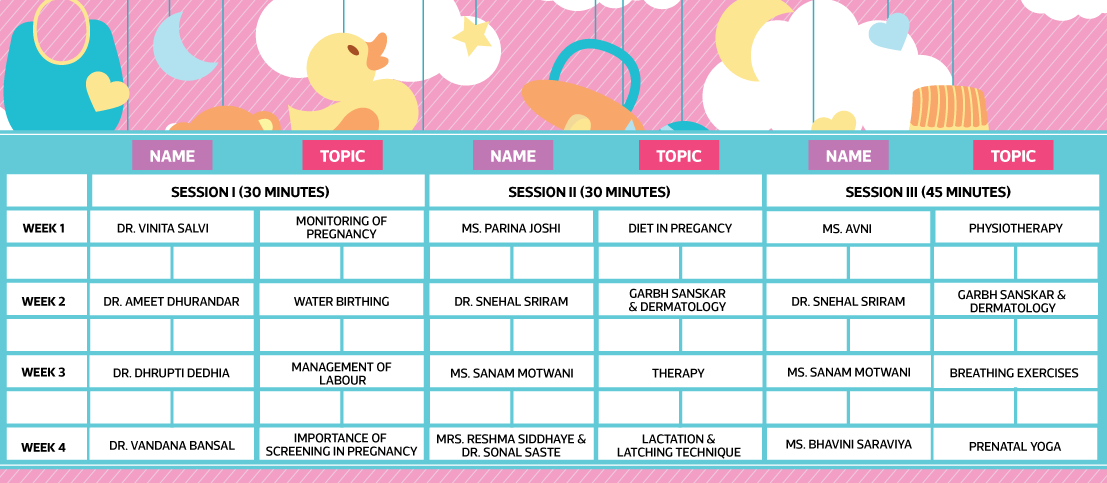 NAME TOPIC NAME TOPIC NAME TOPIC
SESSION I (30 MINUTES) SESSION II (30 MINUTES) SESSION III (45 MINUTES)
WEEK 1 DR. VINITA SALVI MONITORING OF
PREGNANCY MS. PARINA JOSHI DIET IN PREGANCY MS. AVNI PHYSIOTHERAPY
WEEK 2 DR. AMEET DHURANDAR WATER BIRTHING DR. SNEHAL SRIRAM GARBH SANSKAR
& DERMATOLOGY DR. SNEHAL SRIRAM GARBH SANSKAR &
DERMATOLOGY
WEEK 3 DR. DHRUPTI DEDHIA MANAGEMENT OF
LABOUR MS. SANAM MOTWANI THERAPY MS. SANAM MOTWANI BREATHING EXERCISES
WEEK 4 DR. VANDANA BANSAL IMPORTANCE OF
SCREENING IN PREGNANCY MRS. RESHMA SIDDHAYE &
DR. SONAL SASTE LACTATION &
LATCHING TECHNIQUE MS. BHAVINI SARAVIYA PRENATAL YOGA